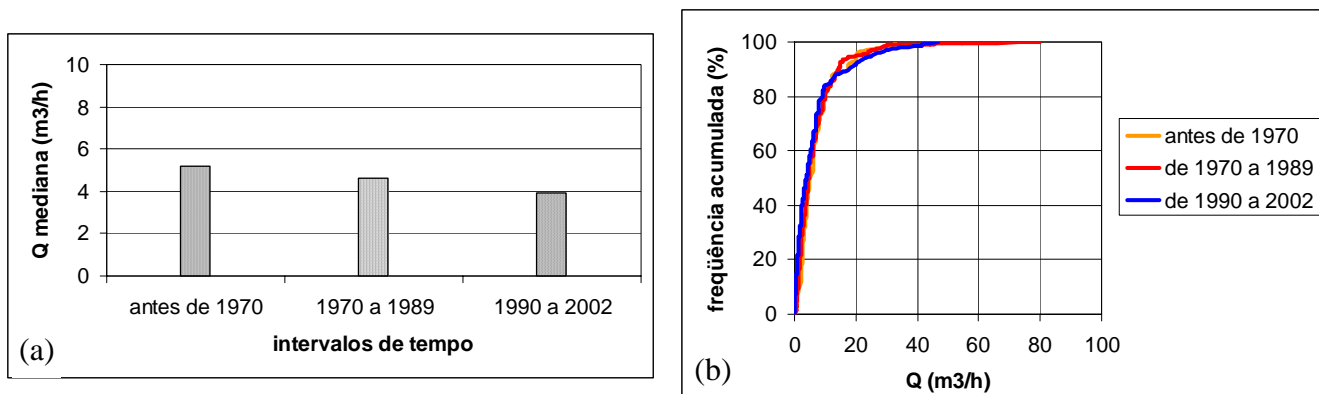 Q mediana (m3/h)
10
8
6
4
2
0
antes de 1970
1970 a 1989
1990 a 2002
intervalos de tempo
(a)
freqüência acumulada (%)
100
80
60
40
20
0
0 20 40 60 80 100
Q (m3/h)
antes de 1970
de 1970 a 1989
de 1990 a 2002
(b)